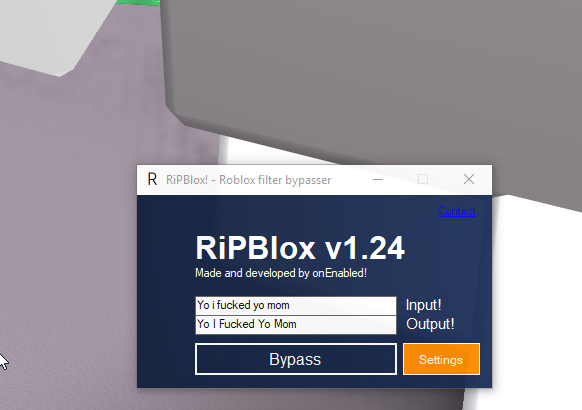 R RiPBlox! - Roblox filter bypasser
Contact
RiPBlox v1.24
Made and developed by onEnabled!
Yo i fucked yo mom Input!
Yo I Fucked Yo Mom Output!
Bypass Settings